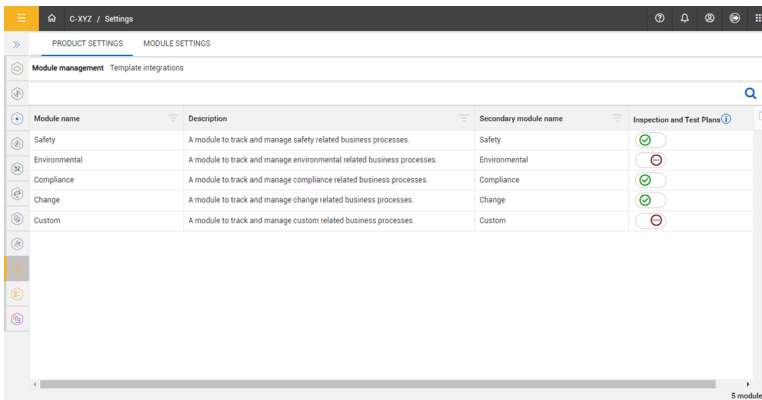 C-XYZ / Settings
PRODUCT SETTINGS MODULE SETTINGS
Module management Template integrations
Module name Description Secondary module name Inspection and Test Plans
Safety A module to track and manage safety related business processes. Safety
Environmental A module to track and manage environmental related business processes. Environmental
Compliance A module to track and manage compliance related business processes. Compliance
Change A module to track and manage change related business processes. Change
Custom A module to track and manage custom related business processes. Custom
5 module